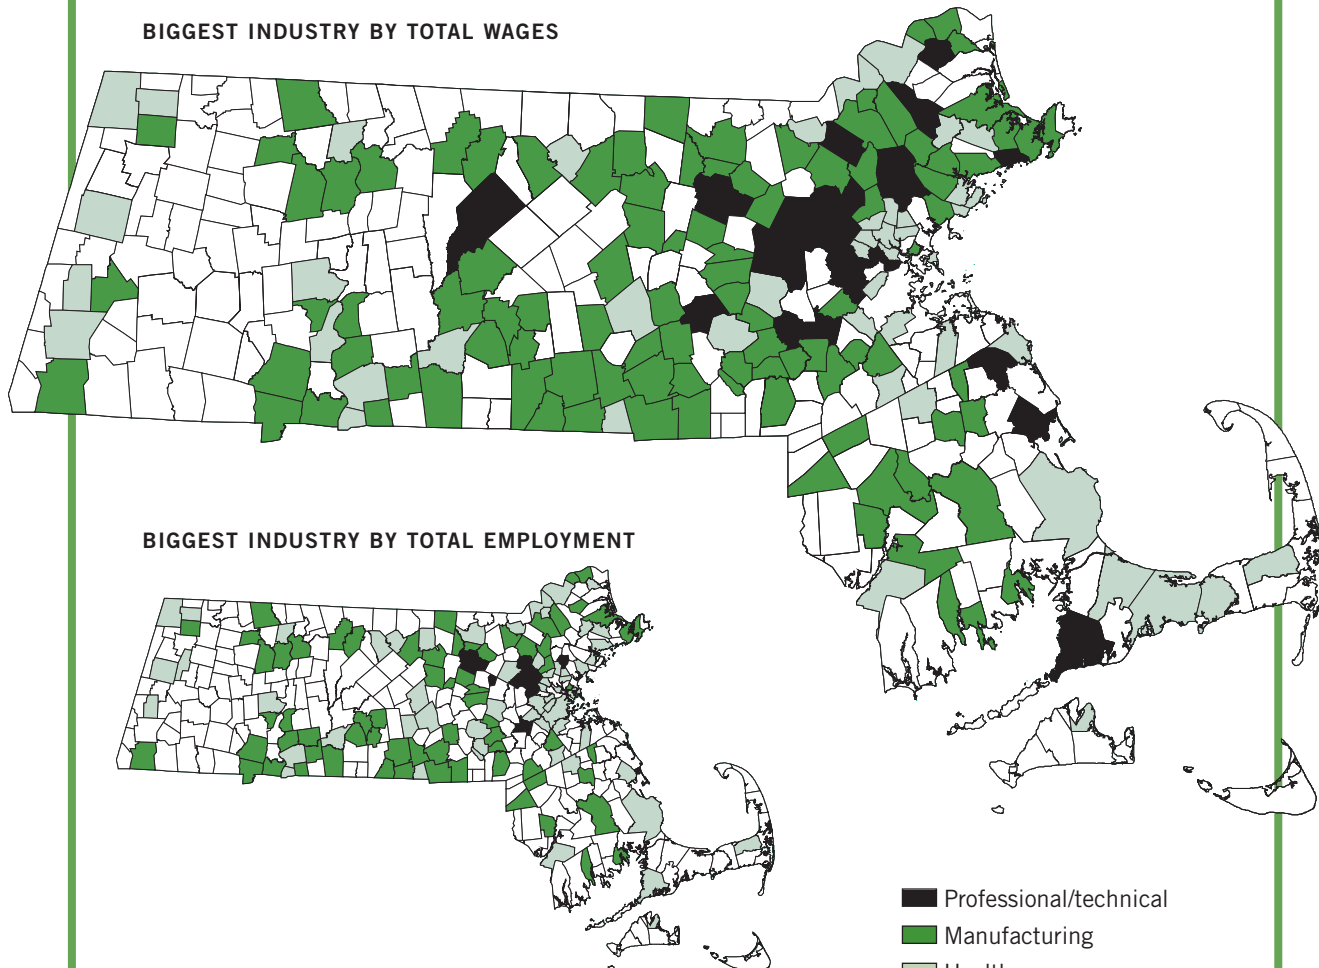 BIGGEST INDUSTRY BY TOTAL WAGES
BIGGEST INDUSTRY BY TOTAL EMPLOYMENT
Professional/technical
Manufacturing